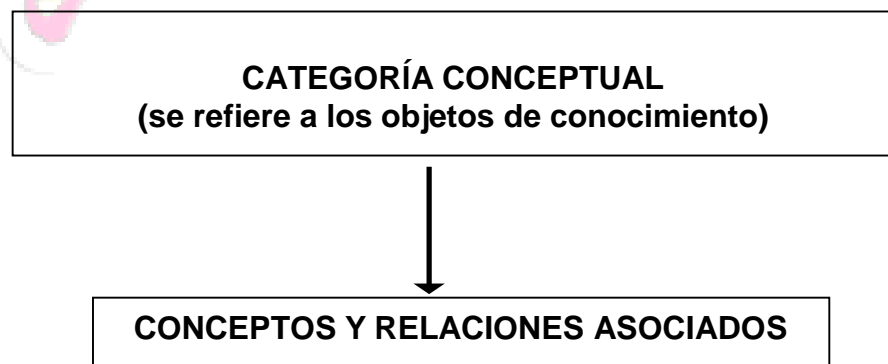 CATEGORÍA CONCEPTUAL
(se refiere a los objetos de conocimiento)
CONCEPTOS Y RELACIONES ASOCIADOS